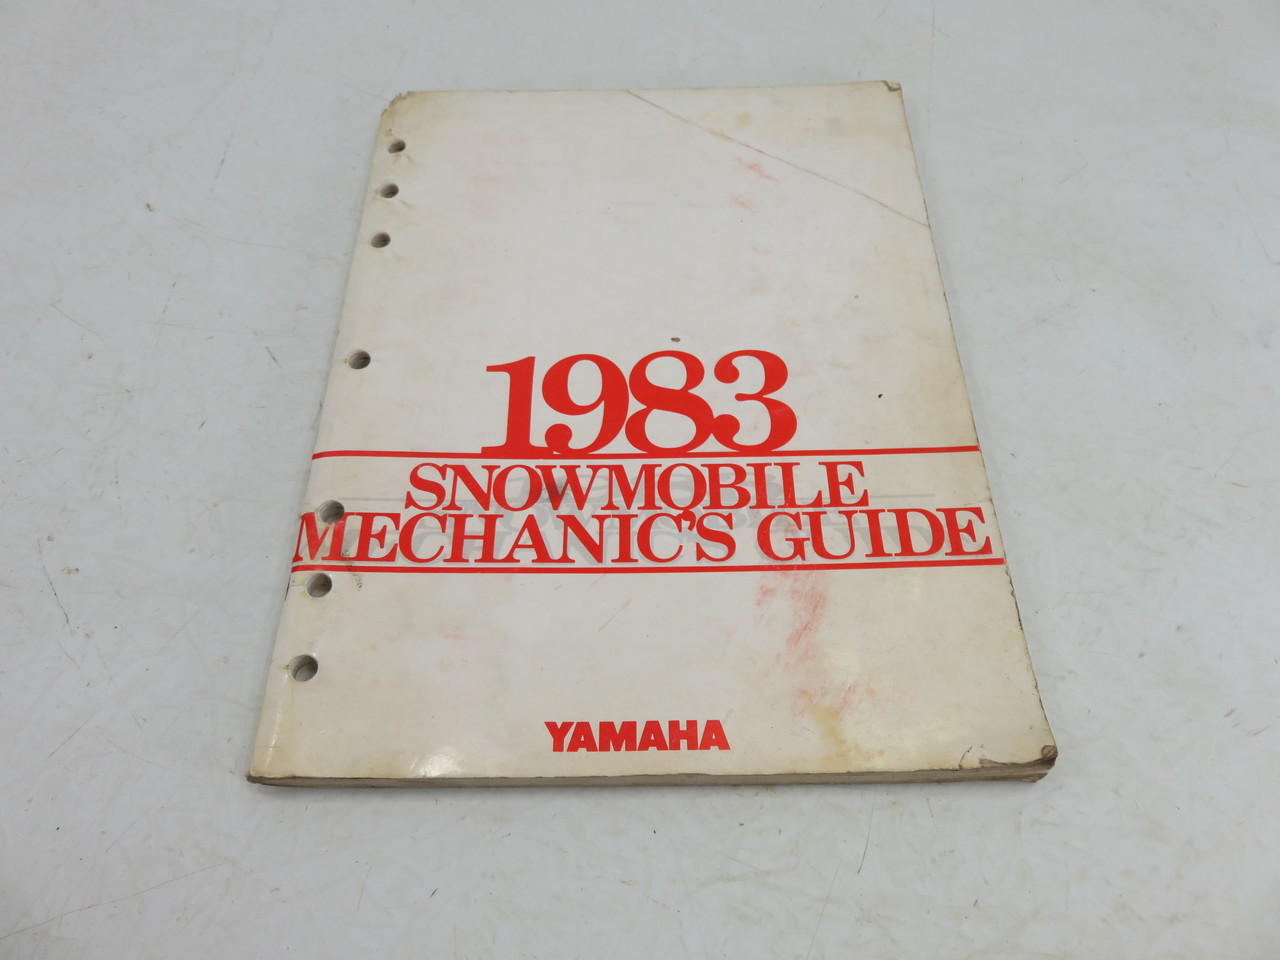 1983
SNOWMOBILE
MECHANIC'S GUIDE
YAMAHA